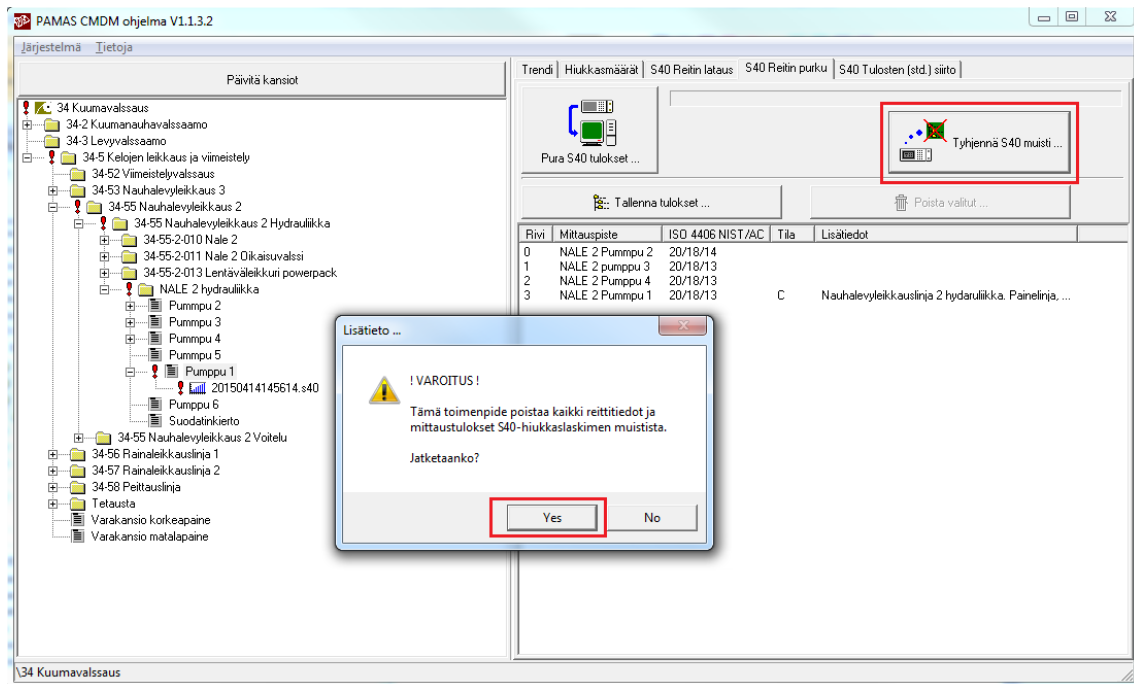 PAMAS CMDM ohjelma V1.1.3.2
Järjestelmä Tietoja
Päivitä kansiot
34 Kuumavalssaus
34-2 Kuumanauhavalssaamo
34-3 Levyvalssaamo
34-5 Kelojen leikkaus ja viimeistely
34-52 Viimeistelyvalssaus
34-53 Nauhalevyleikkaus 3
34-55 Nauhalevyleikkaus 2
34-55 Nauhalevyleikkaus 2 Hydrauliikka
34-55-2-010 Nale 2
34-55-2-011 Nale 2 Oikaisuvalssi
34-55-2-013 Lentäväleikkuri powerpack
NALE 2 hydrauliikka
Pummpu 2
Pummpu 3
Pummpu 4
Pummpu 5
Pumppu 1
20150414145614.s40
Pumppu 6
Suodatinkierto
34-55 Nauhalevyleikkaus 2 Voitelu
34-56 Rainaleikkauslinja 1
34-57 Rainaleikkauslinja 2
34-58 Peittauslinja
Tetausta
Varakansio korkeapaine
Varakansio matalapaine
Trendi Hiukkasmäärät S40 Reitin lataus S40 Reitin purku S40 Tulosten (std.) siirto
Pura S40 tulokset ...
Tyhjennä S40 muisti ...
Tallenna tulokset ...
Poista valitut ...
Rivi Mittauspiste ISO 4406 NIST/AC Tila Lisätiedot
0 NALE 2 Pummpu 2 20/18/14
1 NALE 2 pumppu 3 20/18/13
2 NALE 2 Pumppu 4 20/18/13
3 NALE 2 Pummpu 1 20/18/13 C Nauhalevyleikkauslinja 2 hydaruliikka. Painelinja, ...
Lisätieto ...
! VAROITUS !
Tämä toimenpide poistaa kaikki reittitiedot ja
mittaustulokset S40-hiukkaslaskimen muistista.
Jatketaanko?
Yes
No
\34 Kuumavalssaus